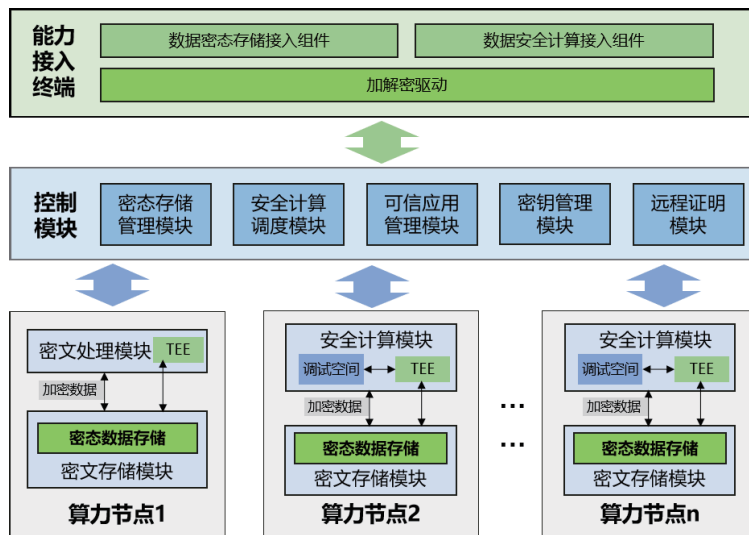 能力
接入
终端
数据密态存储接入组件
数据安全计算接入组件
加解密驱动
控制
模块
密态存储
管理模块
安全计算
调度模块
可信应用
管理模块
密钥管理
模块
远程证明
模块
密文处理模块
TEE
加密数据
密态数据存储
密文存储模块
算力节点1
安全计算模块
调试空间
TEE
加密数据
密态数据存储
密文存储模块
算力节点2
...
...
安全计算模块
调试空间
TEE
加密数据
密态数据存储
密文存储模块
算力节点n